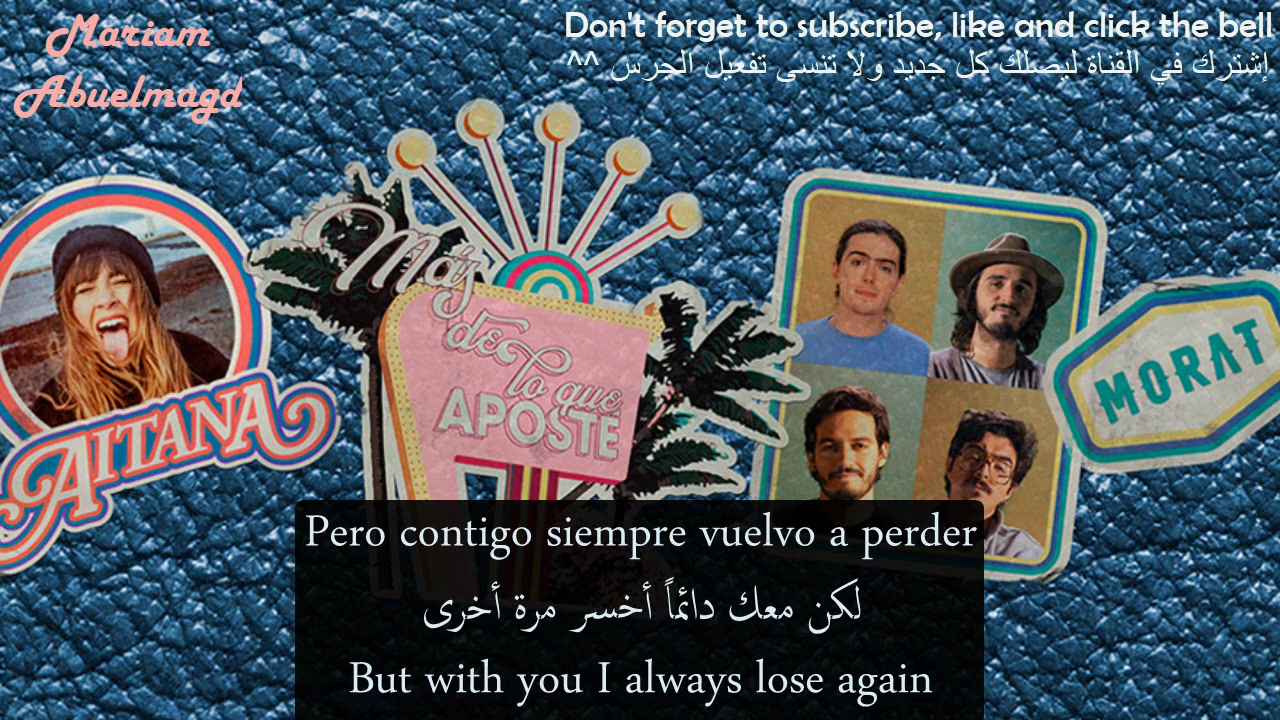 Mariam
Abuelmagd
Don't forget to subscribe, like and click the bell
إشترك في القناة ليصلك كل جديد ولا تنسى تفعيل الجرس ^^
AITANA
Más
de lo que
APOSTÉ
MORAT
Pero contigo siempre vuelvo a perder
لكن معك دائماً أخسر مرة أخرى
But with you I always lose again